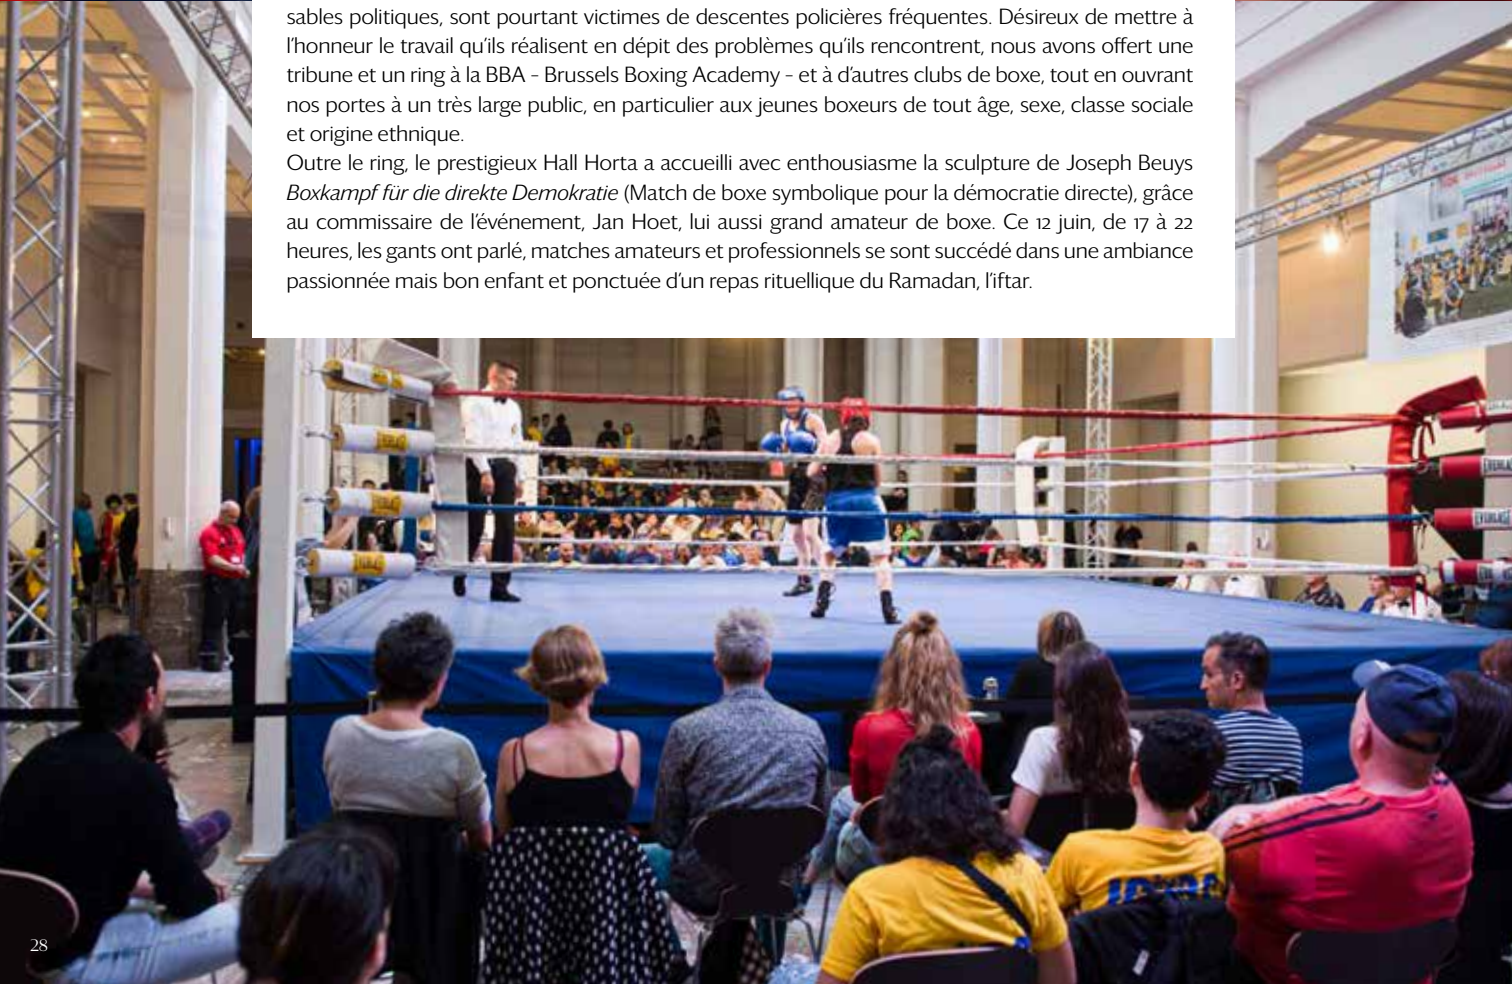 sables politiques, sont pourtant victimes de descentes policières fréquentes. Désireux de mettre à
l'honneur le travail qu'ils réalisent en dépit des problèmes qu'ils rencontrent, nous avons offert une
tribune et un ring à la BBA - Brussels Boxing Academy - et à d'autres clubs de boxe, tout en ouvrant
nos portes à un très large public, en particulier aux jeunes boxeurs de tout âge, sexe, classe sociale
et origine ethnique.
Outre le ring, le prestigieux Hall Horta a accueilli avec enthousiasme la sculpture de Joseph Beuys
Boxkampf für die direkte Demokratie (Match de boxe symbolique pour la démocratie directe), grâce
au commissaire de l'événement, Jan Hoet, lui aussi grand amateur de boxe. Ce 12 juin, de 17 à 22
heures, les gants ont parlé, matches amateurs et professionnels se sont succédé dans une ambiance
passionnée mais bon enfant et ponctuée d'un repas rituellique du Ramadan, l'iftar.
EVERLAST
EVERLAST
EVERLAST
EVERLAST
EVERLAST
28